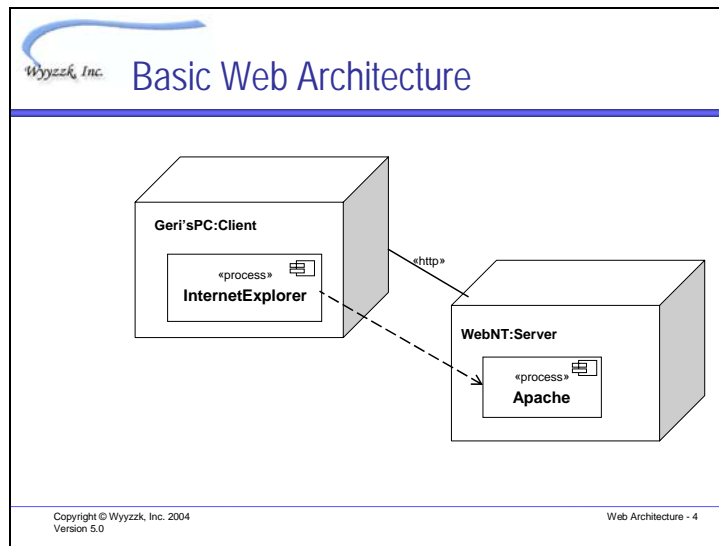 Wyyzzk, Inc.
Basic Web Architecture
Geri'sPC:Client
«process»
InternetExplorer
«http»
WebNT:Server
«process»
Apache
Copyright © Wyyzzk, Inc. 2004
Version 5.0
Web Architecture - 4